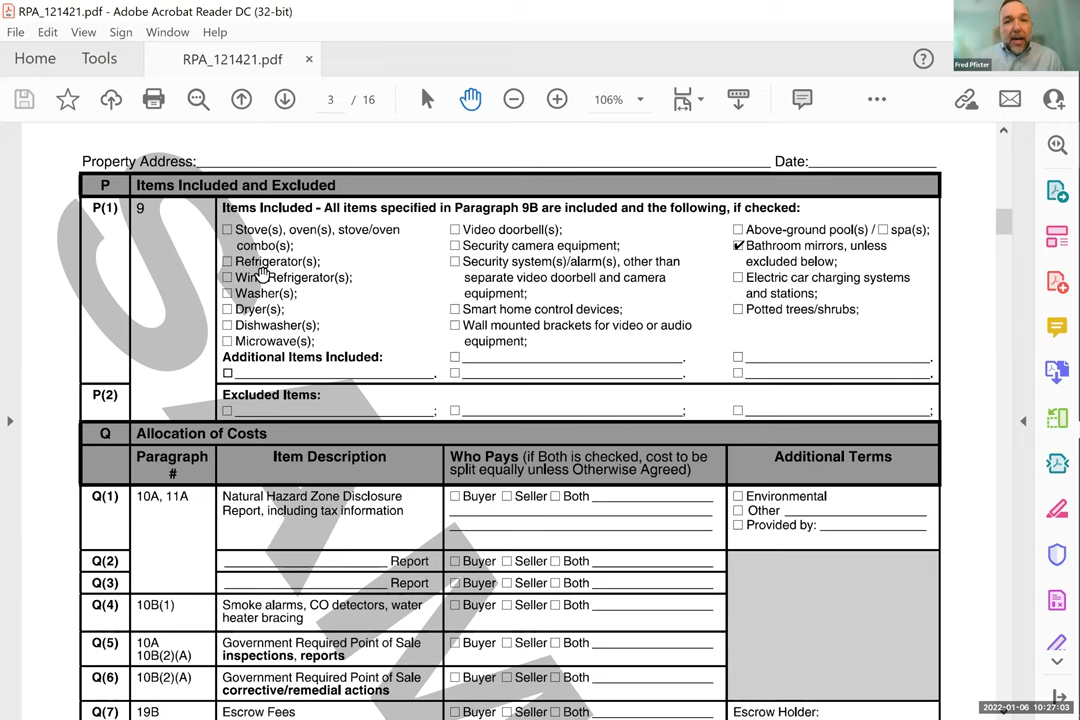 RPA_121421.pdf - Adobe Acrobat Reader DC (32-bit)
File Edit View Sign Window Help
Home Tools RPA_121421.pdf ×
3 / 16 106%
Fred Pfister
Property Address: Date:
P Items Included and Excluded
P(1) 9 Items Included - All items specified in Paragraph 9B are included and the following, if checked:
Stove(s), oven(s), stove/oven combo(s);
Refrigerator(s);
Wine Refrigerator(s);
Washer(s);
Dryer(s);
Dishwasher(s);
Microwave(s);
Additional Items Included:
Video doorbell(s);
Security camera equipment;
Security system(s)/alarm(s), other than
separate video doorbell and camera
equipment;
Smart home control devices;
Wall mounted brackets for video or audio
equipment;
Above-ground pool(s) / spa(s);
Bathroom mirrors, unless
excluded below;
Electric car charging systems
and stations;
Potted trees/shrubs;
P(2) Excluded Items:
Q Allocation of Costs
Paragraph # Item Description Who Pays (if Both is checked, cost to be split equally unless Otherwise Agreed) Additional Terms
Q(1) 10A, 11A Natural Hazard Zone Disclosure
Report, including tax information
Buyer Seller Both
Environmental
Other
Provided by:
Q(2) Report Buyer Seller Both
Q(3) Report Buyer Seller Both
Q(4) 10B(1) Smoke alarms, CO detectors, water
heater bracing
Buyer Seller Both
Q(5) 10A
10B(2)(A)
Government Required Point of Sale
inspections, reports
Buyer Seller Both
Q(6) 10B(2)(A) Government Required Point of Sale
corrective/remedial actions
Buyer Seller Both
Q(7) 19B Escrow Fees Buyer Seller Both Escrow Holder:
SAM
2022-01-06 10:27:03